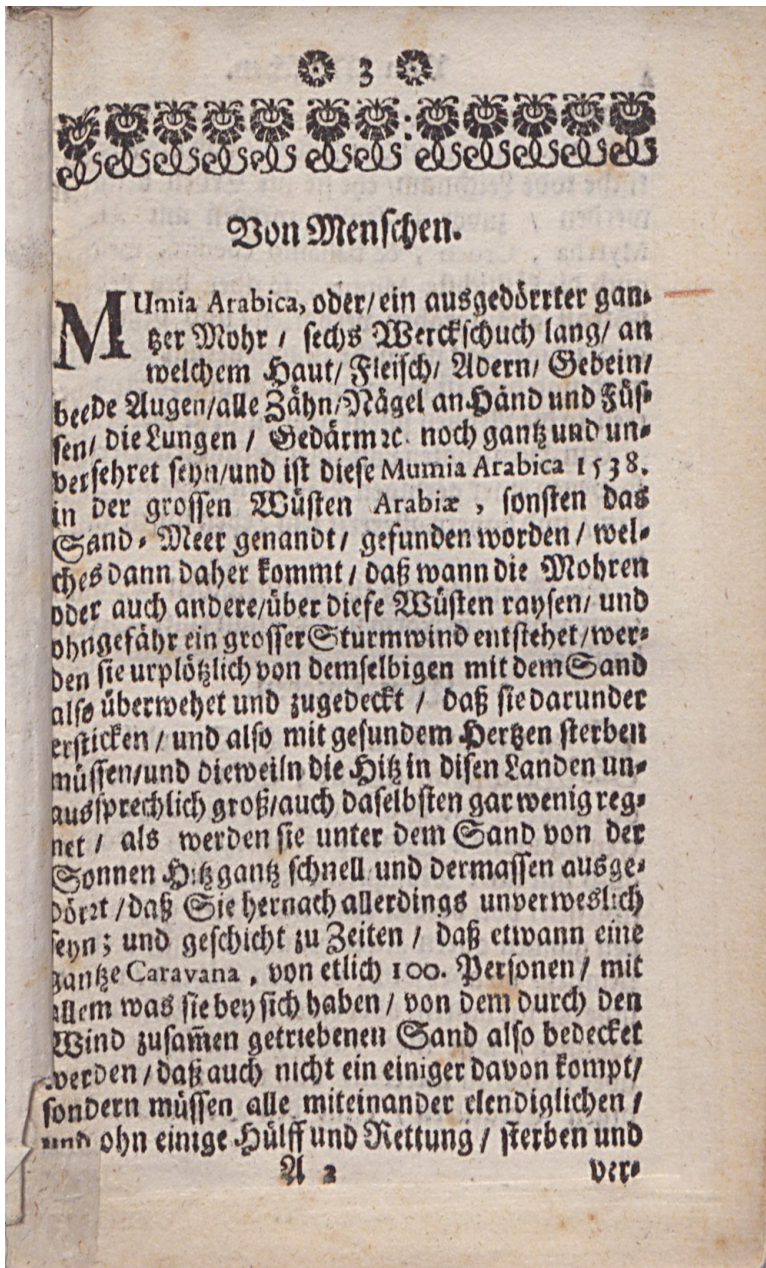 3
Von Menschen.
MUmia Arabica, oder/ein ausgedörrter gan-
tzer Mohr / sechs Werckschuch lang/ an
welchem Haut/ Fleisch/ Adern/ Gebein/
beede Augen/alle Zähn/Nägel an Händ und Füs-
sen/ die Lungen / Gedärm ꝛc. noch gantz und un-
versehret seyn/und ist diese Mumia Arabica 1538.
in der grossen Wüsten Arabiæ , sonsten das
Sand-Meer genandt/ gefunden worden / wel-
ches dann daher kommt / daß wann die Mohren
oder auch andere/über diese Wüsten raysen/ und
ohngefähr ein grosser Sturmwind entstehet/wer-
den sie urplötzlich von demselbigen mit dem Sand
also überwehet und zugedeckt / daß sie darunder
ersticken / und also mit gesundem Hertzen sterben
müssen/und dieweiln die Hitz in disen Landen un-
aussprechlich groß/auch daselbsten gar wenig reg-
net / als werden sie unter dem Sand von der
Sonnen Hitz gantz schnell und dermassen ausge-
dörrt /daß Sie hernach allerdings unverweslich
seyn; und geschicht zu Zeiten / daß etwann eine
gantze Caravana , von etlich 100. Personen / mit
allem was sie bey sich haben / von dem durch den
Wind zusam̃en getriebenen Sand also bedecket
werden / daß auch nicht ein einiger davon kompt/
sondern müssen alle miteinander elendiglichen /
und ohn einige Hülff und Rettung / sterben und
A 2 ver-